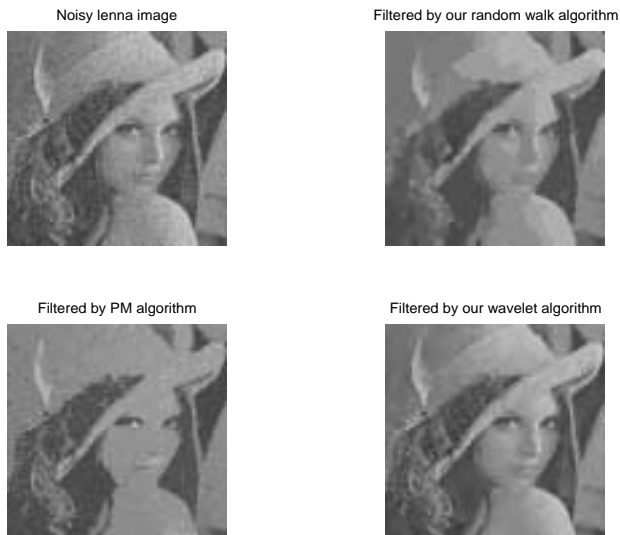 Noisy lenna image
Filtered by our random walk algorithm
Filtered by PM algorithm
Filtered by our wavelet algorithm